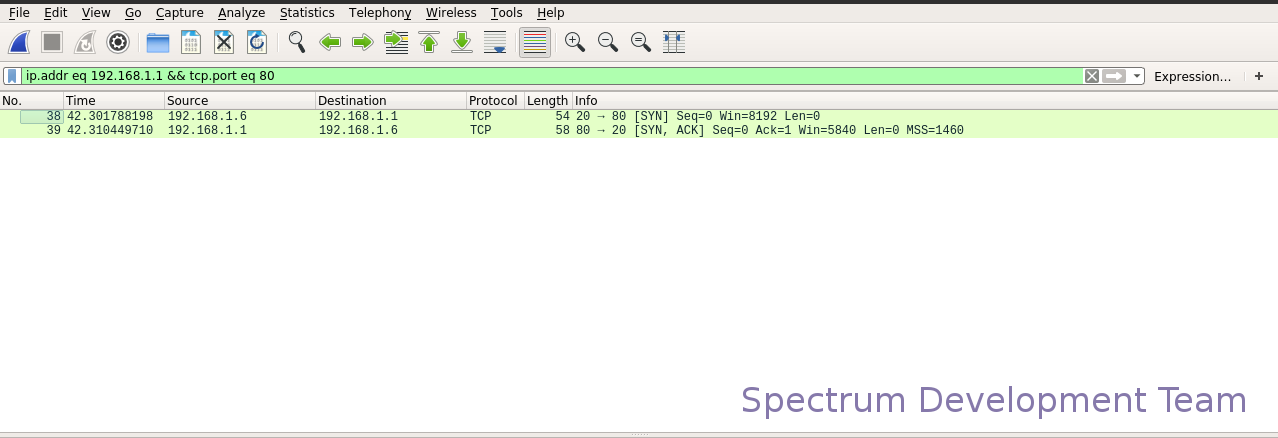 File Edit View Go Capture Analyze Statistics Telephony Wireless Tools Help
ip.addr eq 192.168.1.1 && tcp.port eq 80 Expression… +
No. Time Source Destination Protocol Length Info
38 42.301788198 192.168.1.6 192.168.1.1 TCP 54 20 → 80 [SYN] Seq=0 Win=8192 Len=0
39 42.310449710 192.168.1.1 192.168.1.6 TCP 58 80 → 20 [SYN, ACK] Seq=0 Ack=1 Win=5840 Len=0 MSS=1460
Spectrum Development Team